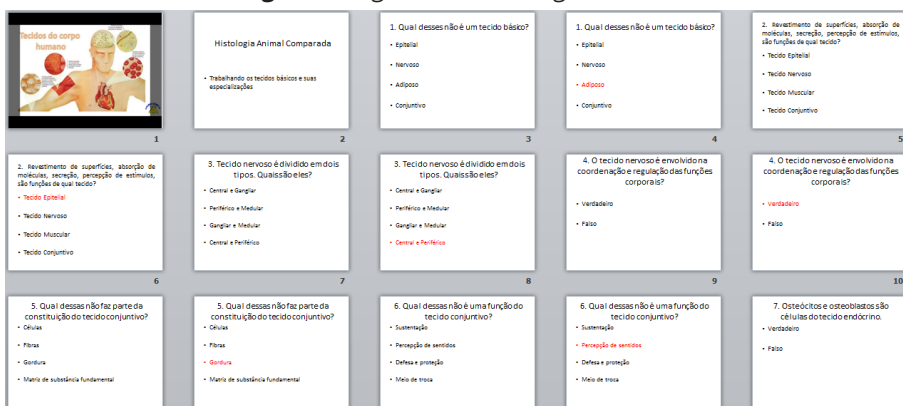 Tecidos do corpo
humano
1
Histologia Animal Comparada
• Trabalhando os tecidos básicos e suas
especializações
2
1. Qual desses não é um tecido básico?
• Epitelial
• Nervoso
• Adiposo
• Conjuntivo
3
1. Qual desses não é um tecido básico?
• Epitelial
• Nervoso
• Adiposo
• Conjuntivo
4
2. Revestimento de superfícies, absorção de
moléculas, secreção, percepção de estímulos,
são funções de qual tecido?
• Tecido Epitelial
• Tecido Nervoso
• Tecido Muscular
• Tecido Conjuntivo
5
2. Revestimento de superfícies, absorção de
moléculas, secreção, percepção de estímulos,
são funções de qual tecido?
• Tecido Epitelial
• Tecido Nervoso
• Tecido Muscular
• Tecido Conjuntivo
6
3. Tecido nervoso é dividido em dois
tipos. Quais são eles?
• Central e Gangliar
• Periférico e Medular
• Gangliar e Medular
• Central e Periférico
7
3. Tecido nervoso é dividido em dois
tipos. Quais são eles?
• Central e Gangliar
• Periférico e Medular
• Gangliar e Medular
• Central e Periférico
8
4. O tecido nervoso é envolvido na
coordenação e regulação das funções
corporais?
• Verdadeiro
• Falso
9
4. O tecido nervoso é envolvido na
coordenação e regulação das funções
corporais?
• Verdadeiro
• Falso
10
5. Qual dessas não faz parte da
constituição do tecido conjuntivo?
• Células
• Fibras
• Gordura
• Matriz de substância fundamental
5. Qual dessas não faz parte da
constituição do tecido conjuntivo?
• Células
• Fibras
• Gordura
• Matriz de substância fundamental
6. Qual dessas não é uma função do
tecido conjuntivo?
• Sustentação
• Percepção de sentidos
• Defesa e proteção
• Meio de troca
6. Qual dessas não é uma função do
tecido conjuntivo?
• Sustentação
• Percepção de sentidos
• Defesa e proteção
• Meio de troca
7. Osteócitos e osteoblastos são
células do tecido endócrino.
• Verdadeiro
• Falso